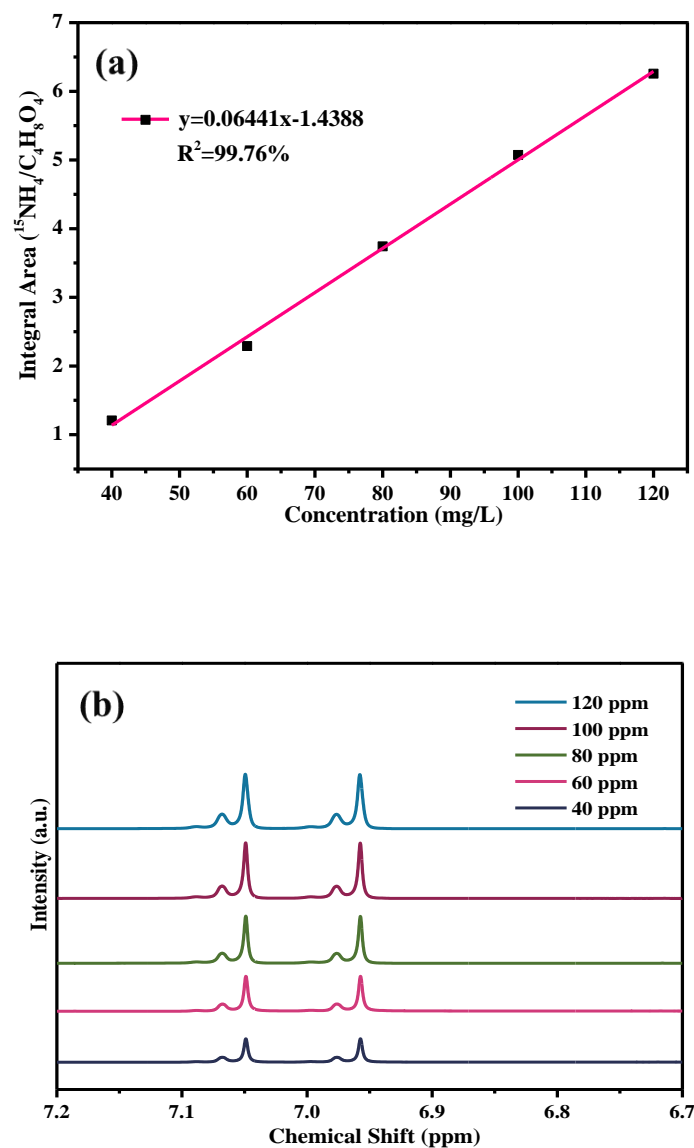 (a)
y=0.06441x-1.4388
R²=99.76%
Integral Area (¹⁵NH₄/C₄H₈O₄)
7
6
5
4
3
2
1
40 50 60 70 80 90 100 110 120
Concentration (mg/L)
(b)
120 ppm
100 ppm
80 ppm
60 ppm
40 ppm
Intensity (a.u.)
7.2 7.1 7.0 6.9 6.8 6.7
Chemical Shift (ppm)